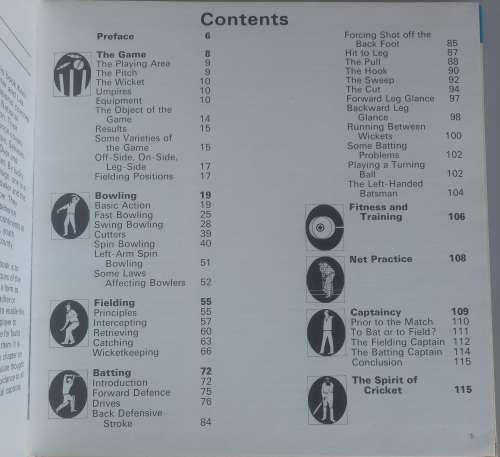 Contents
Preface 6
The Game 8
The Playing Area 9
The Pitch 9
The Wicket 10
Umpires 10
Equipment 10
The Object of the
Game 14
Results 15
Some Varieties of
the Game 15
Off-Side, On-Side,
Leg-Side 17
Fielding Positions 17
Bowling 19
Basic Action 19
Fast Bowling 25
Swing Bowling 28
Cutters 39
Spin Bowling 40
Left-Arm Spin
Bowling 51
Some Laws
Affecting Bowlers 52
Fielding 55
Principles 55
Intercepting 57
Retrieving 60
Catching 63
Wicketkeeping 66
Batting 72
Introduction 72
Forward Defence 75
Drives 76
Back Defensive
Stroke 84
Forcing Shot off the
Back Foot 85
Hit to Leg 87
The Pull 88
The Hook 90
The Sweep 92
The Cut 94
Forward Leg Glance 97
Backward Leg
Glance 98
Running Between
Wickets 100
Some Batting
Problems 102
Playing a Turning
Ball 102
The Left-Handed
Batsman 104
Fitness and
Training 106
Net Practice 108
Captaincy 109
Prior to the Match 110
To Bat or to Field? 111
The Fielding Captain 112
The Batting Captain 114
Conclusion 115
The Spirit of
Cricket 115
5